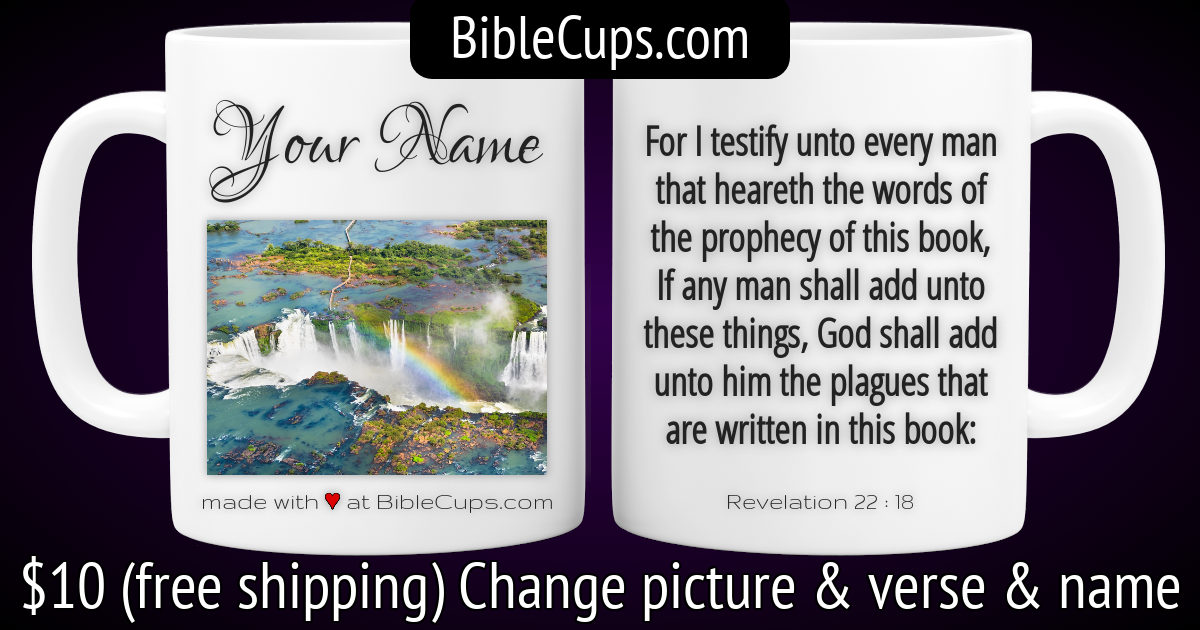 BibleCups.com
Your Name
made with ♥ at BibleCups.com
For I testify unto every man
that heareth the words of
the prophecy of this book,
If any man shall add unto
these things, God shall add
unto him the plagues that
are written in this book:
Revelation 22 : 18
$10 (free shipping) Change picture & verse & name